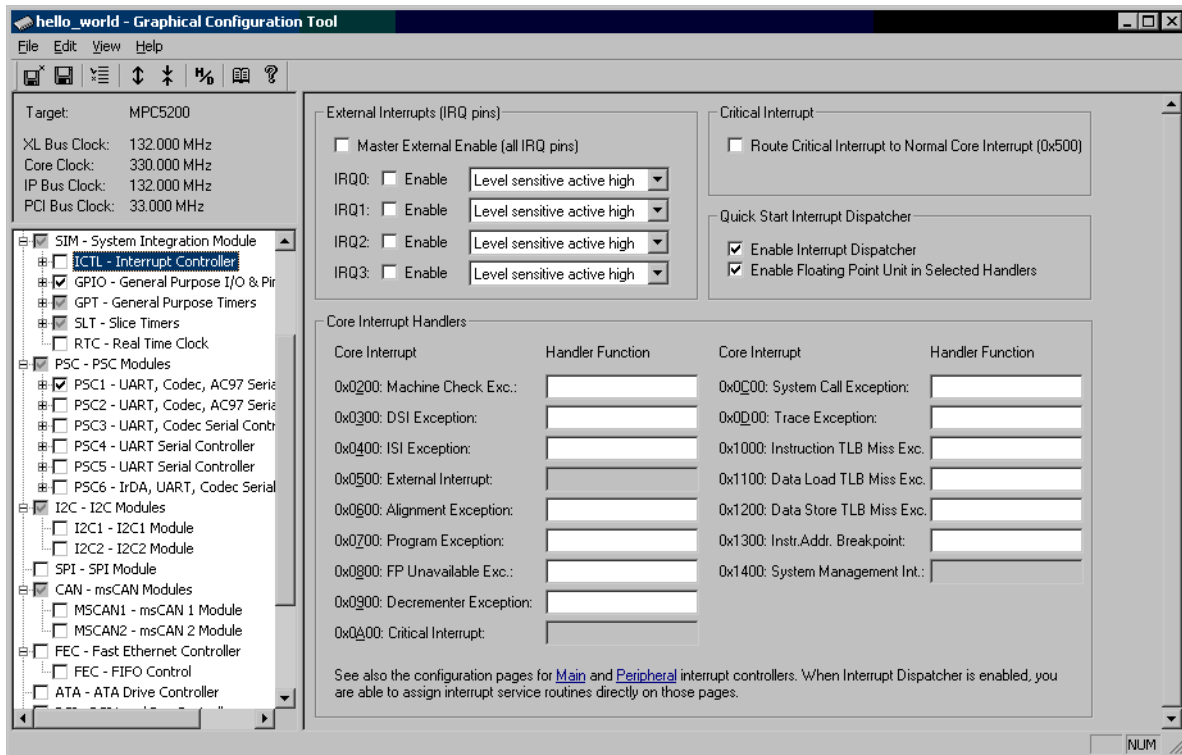 hello_world - Graphical Configuration Tool
File Edit View Help
H/D
Target: MPC5200
XL Bus Clock: 132.000 MHz
Core Clock: 330.000 MHz
IP Bus Clock: 132.000 MHz
PCI Bus Clock: 33.000 MHz
SIM - System Integration Module
ICTL - Interrupt Controller
GPIO - General Purpose I/O & Pir
GPT - General Purpose Timers
SLT - Slice Timers
RTC - Real Time Clock
PSC - PSC Modules
PSC1 - UART, Codec, AC97 Seria
PSC2 - UART, Codec, AC97 Seria
PSC3 - UART, Codec Serial Contr
PSC4 - UART Serial Controller
PSC5 - UART Serial Controller
PSC6 - IrDA, UART, Codec Serial
I2C - I2C Modules
I2C1 - I2C1 Module
I2C2 - I2C2 Module
SPI - SPI Module
CAN - msCAN Modules
MSCAN1 - msCAN 1 Module
MSCAN2 - msCAN 2 Module
FEC - Fast Ethernet Controller
FEC - FIFO Control
ATA - ATA Drive Controller
External Interrupts (IRQ pins)
Master External Enable (all IRQ pins)
IRQ0: Enable Level sensitive active high
IRQ1: Enable Level sensitive active high
IRQ2: Enable Level sensitive active high
IRQ3: Enable Level sensitive active high
Critical Interrupt
Route Critical Interrupt to Normal Core Interrupt (0x500)
Quick Start Interrupt Dispatcher
Enable Interrupt Dispatcher
Enable Floating Point Unit in Selected Handlers
Core Interrupt Handlers
Core Interrupt Handler Function Core Interrupt Handler Function
0x0200: Machine Check Exc.: 0x0C00: System Call Exception:
0x0300: DSI Exception: 0x0D00: Trace Exception:
0x0400: ISI Exception: 0x1000: Instruction TLB Miss Exc.
0x0500: External Interrupt: 0x1100: Data Load TLB Miss Exc.
0x0600: Alignment Exception: 0x1200: Data Store TLB Miss Exc.
0x0700: Program Exception: 0x1300: Instr.Addr. Breakpoint:
0x0800: FP Unavailable Exc.: 0x1400: System Management Int.:
0x0900: Decrementer Exception:
0x0A00: Critical Interrupt:
See also the configuration pages for Main and Peripheral interrupt controllers. When Interrupt Dispatcher is enabled, you
are able to assign interrupt service routines directly on those pages.
NUM